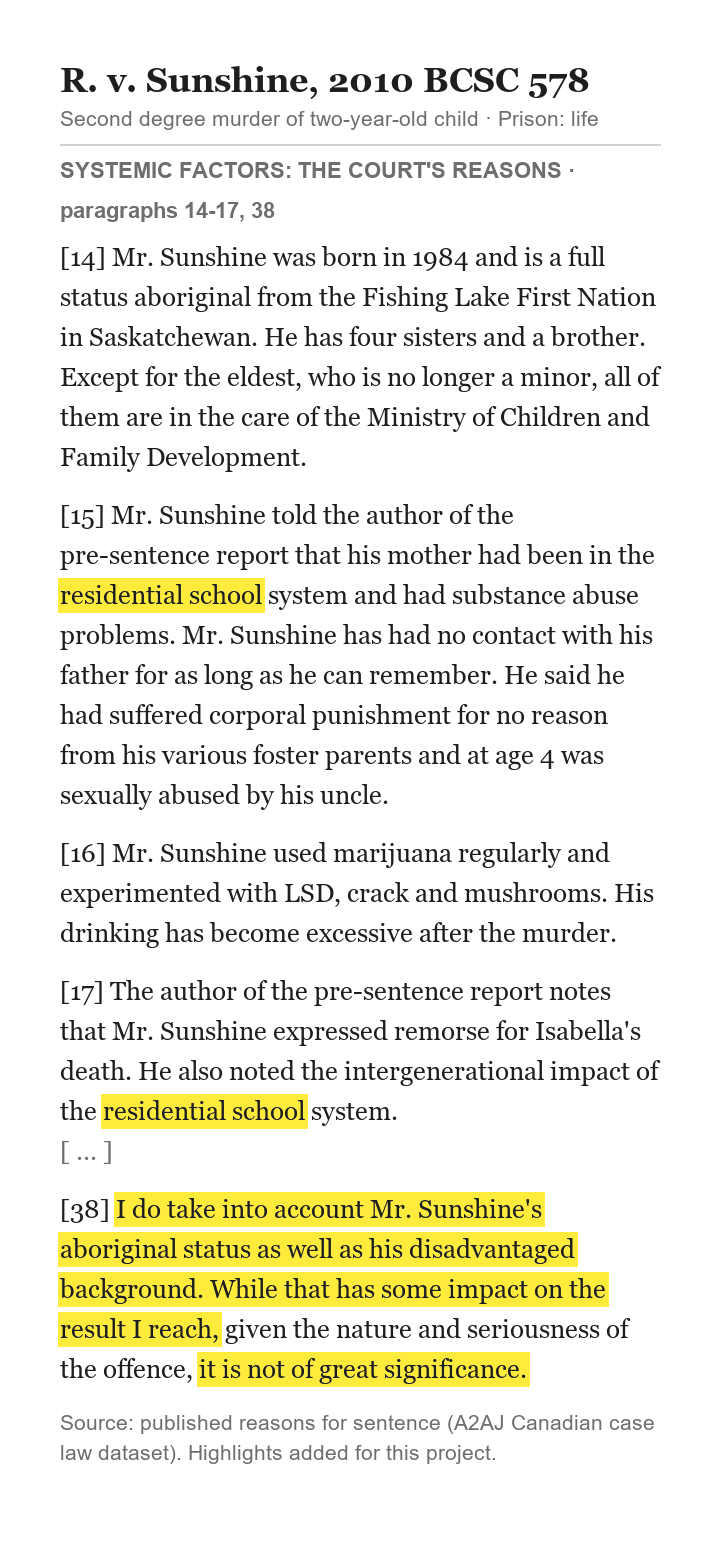 R. v. Sunshine, 2010 BCSC 578
Second degree murder of two-year-old child · Prison: life
SYSTEMIC FACTORS: THE COURT'S REASONS ·
paragraphs 14-17, 38
[14] Mr. Sunshine was born in 1984 and is a full
status aboriginal from the Fishing Lake First Nation
in Saskatchewan. He has four sisters and a brother.
Except for the eldest, who is no longer a minor, all of
them are in the care of the Ministry of Children and
Family Development.
[15] Mr. Sunshine told the author of the
pre-sentence report that his mother had been in the
residential school system and had substance abuse
problems. Mr. Sunshine has had no contact with his
father for as long as he can remember. He said he
had suffered corporal punishment for no reason
from his various foster parents and at age 4 was
sexually abused by his uncle.
[16] Mr. Sunshine used marijuana regularly and
experimented with LSD, crack and mushrooms. His
drinking has become excessive after the murder.
[17] The author of the pre-sentence report notes
that Mr. Sunshine expressed remorse for Isabella's
death. He also noted the intergenerational impact of
the residential school system.
[ ... ]
[38] I do take into account Mr. Sunshine's
aboriginal status as well as his disadvantaged
background. While that has some impact on the
result I reach, given the nature and seriousness of
the offence, it is not of great significance.
Source: published reasons for sentence (A2AJ Canadian case
law dataset). Highlights added for this project.